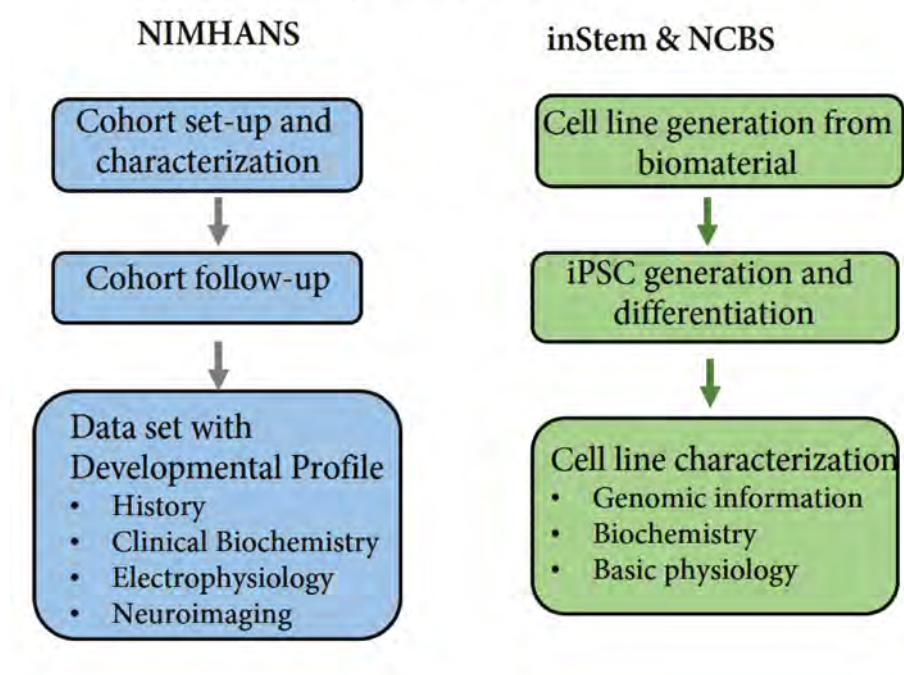 NIMHANS
Cohort set-up and
characterization
Cohort follow-up
Data set with
Developmental Profile
• History
• Clinical Biochemistry
• Electrophysiology
• Neuroimaging
inStem & NCBS
Cell line generation from
biomaterial
iPSC generation and
differentiation
Cell line characterization
• Genomic information
• Biochemistry
• Basic physiology